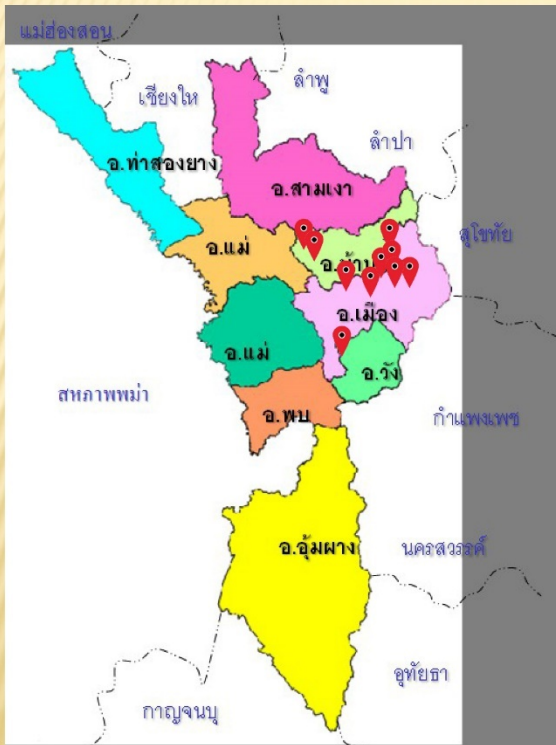 แม่ฮ่องสอน
เชียงให
ลำพู
ลำปา
สุโขทัย
อ.ท่าสองยาง
อ.สามเงา
อ.แม่
อ.บ้าน
อ.เมือง
อ.แม่
อ.วัง
อ.พบ
สหภาพพม่า
กำแพงเพช
อ.อุ้มผาง
นครสวรรค์
อุทัยธา
กาญจนบุ